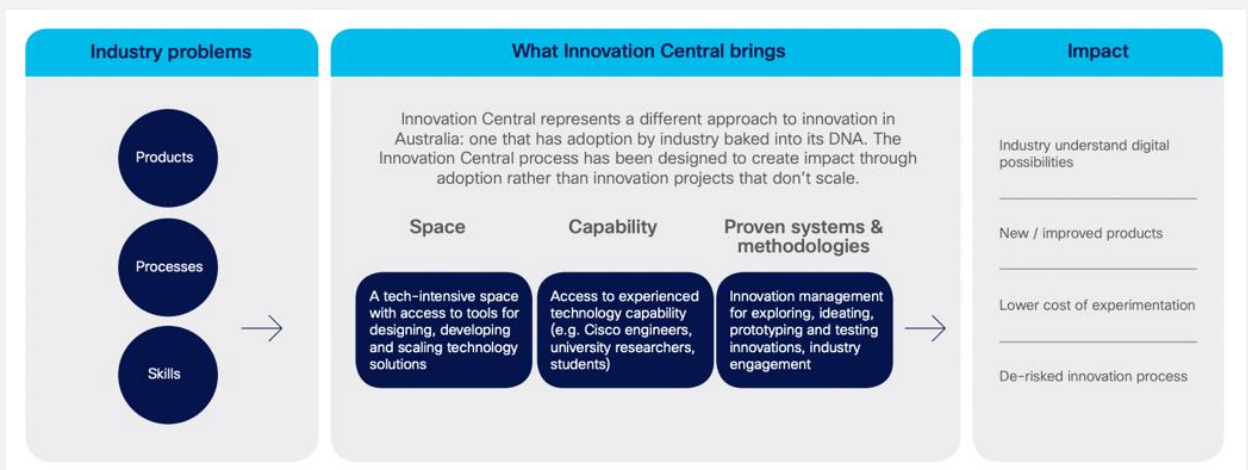 Industry problems
Products
Processes
Skills
What Innovation Central brings
Innovation Central represents a different approach to innovation in
Australia: one that has adoption by industry baked into its DNA. The
Innovation Central process has been designed to create impact through
adoption rather than innovation projects that don't scale.
Space
A tech-intensive space
with access to tools for
designing, developing
and scaling technology
solutions
Capability
Access to experienced
technology capability
(e.g. Cisco engineers,
university researchers,
students)
Proven systems &
methodologies
Innovation management
for exploring, ideating,
prototyping and testing
innovations, industry
engagement
Impact
Industry understand digital
possibilities
New / improved products
Lower cost of experimentation
De-risked innovation process